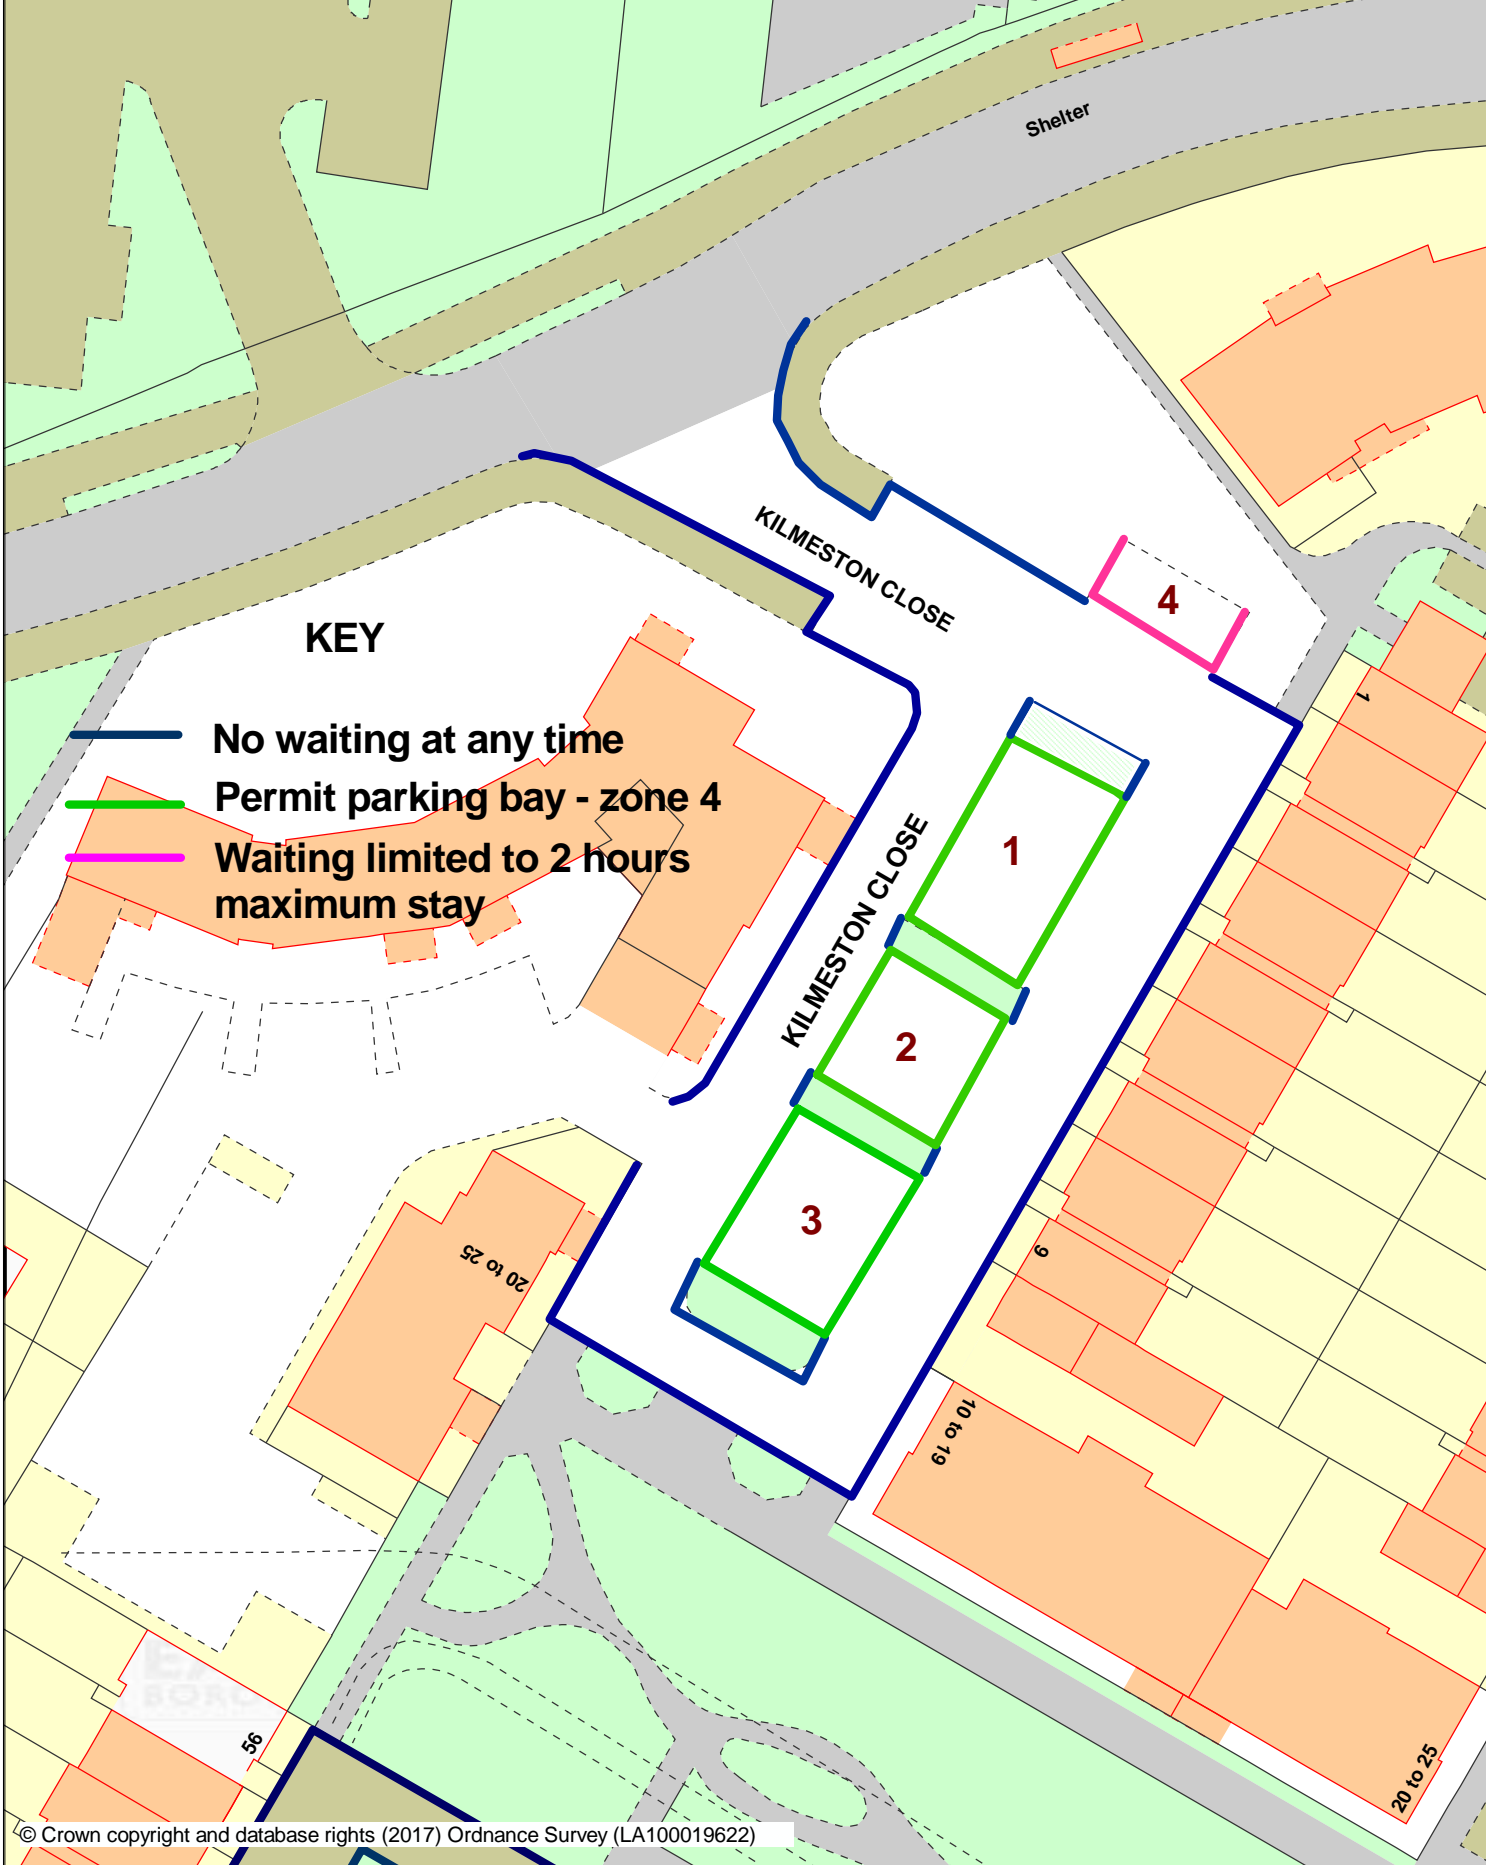 Shelter
KILMESTON CLOSE
4
KEY
No waiting at any time
Permit parking bay - zone 4
Waiting limited to 2 hours
maximum stay
1
1
KILMESTON CLOSE
2
3
20 to 25
9
10 to 19
56
20 to 25
© Crown copyright and database rights (2017) Ordnance Survey (LA100019622)